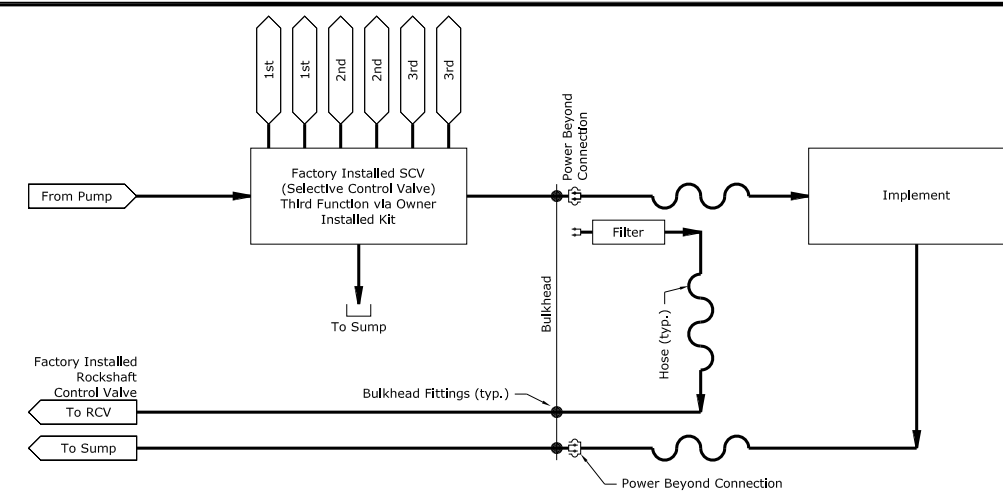 1st
1st
2nd
2nd
3rd
3rd
Power Beyond
Connection
From Pump
Factory Installed SCV
(Selective Control Valve)
Third Function via Owner
Installed Kit
Implement
Filter
To Sump
Bulkhead
Hose (typ.)
Factory Installed
Rockshaft
Control Valve
Bulkhead Fittings (typ.)
To RCV
To Sump
Power Beyond Connection